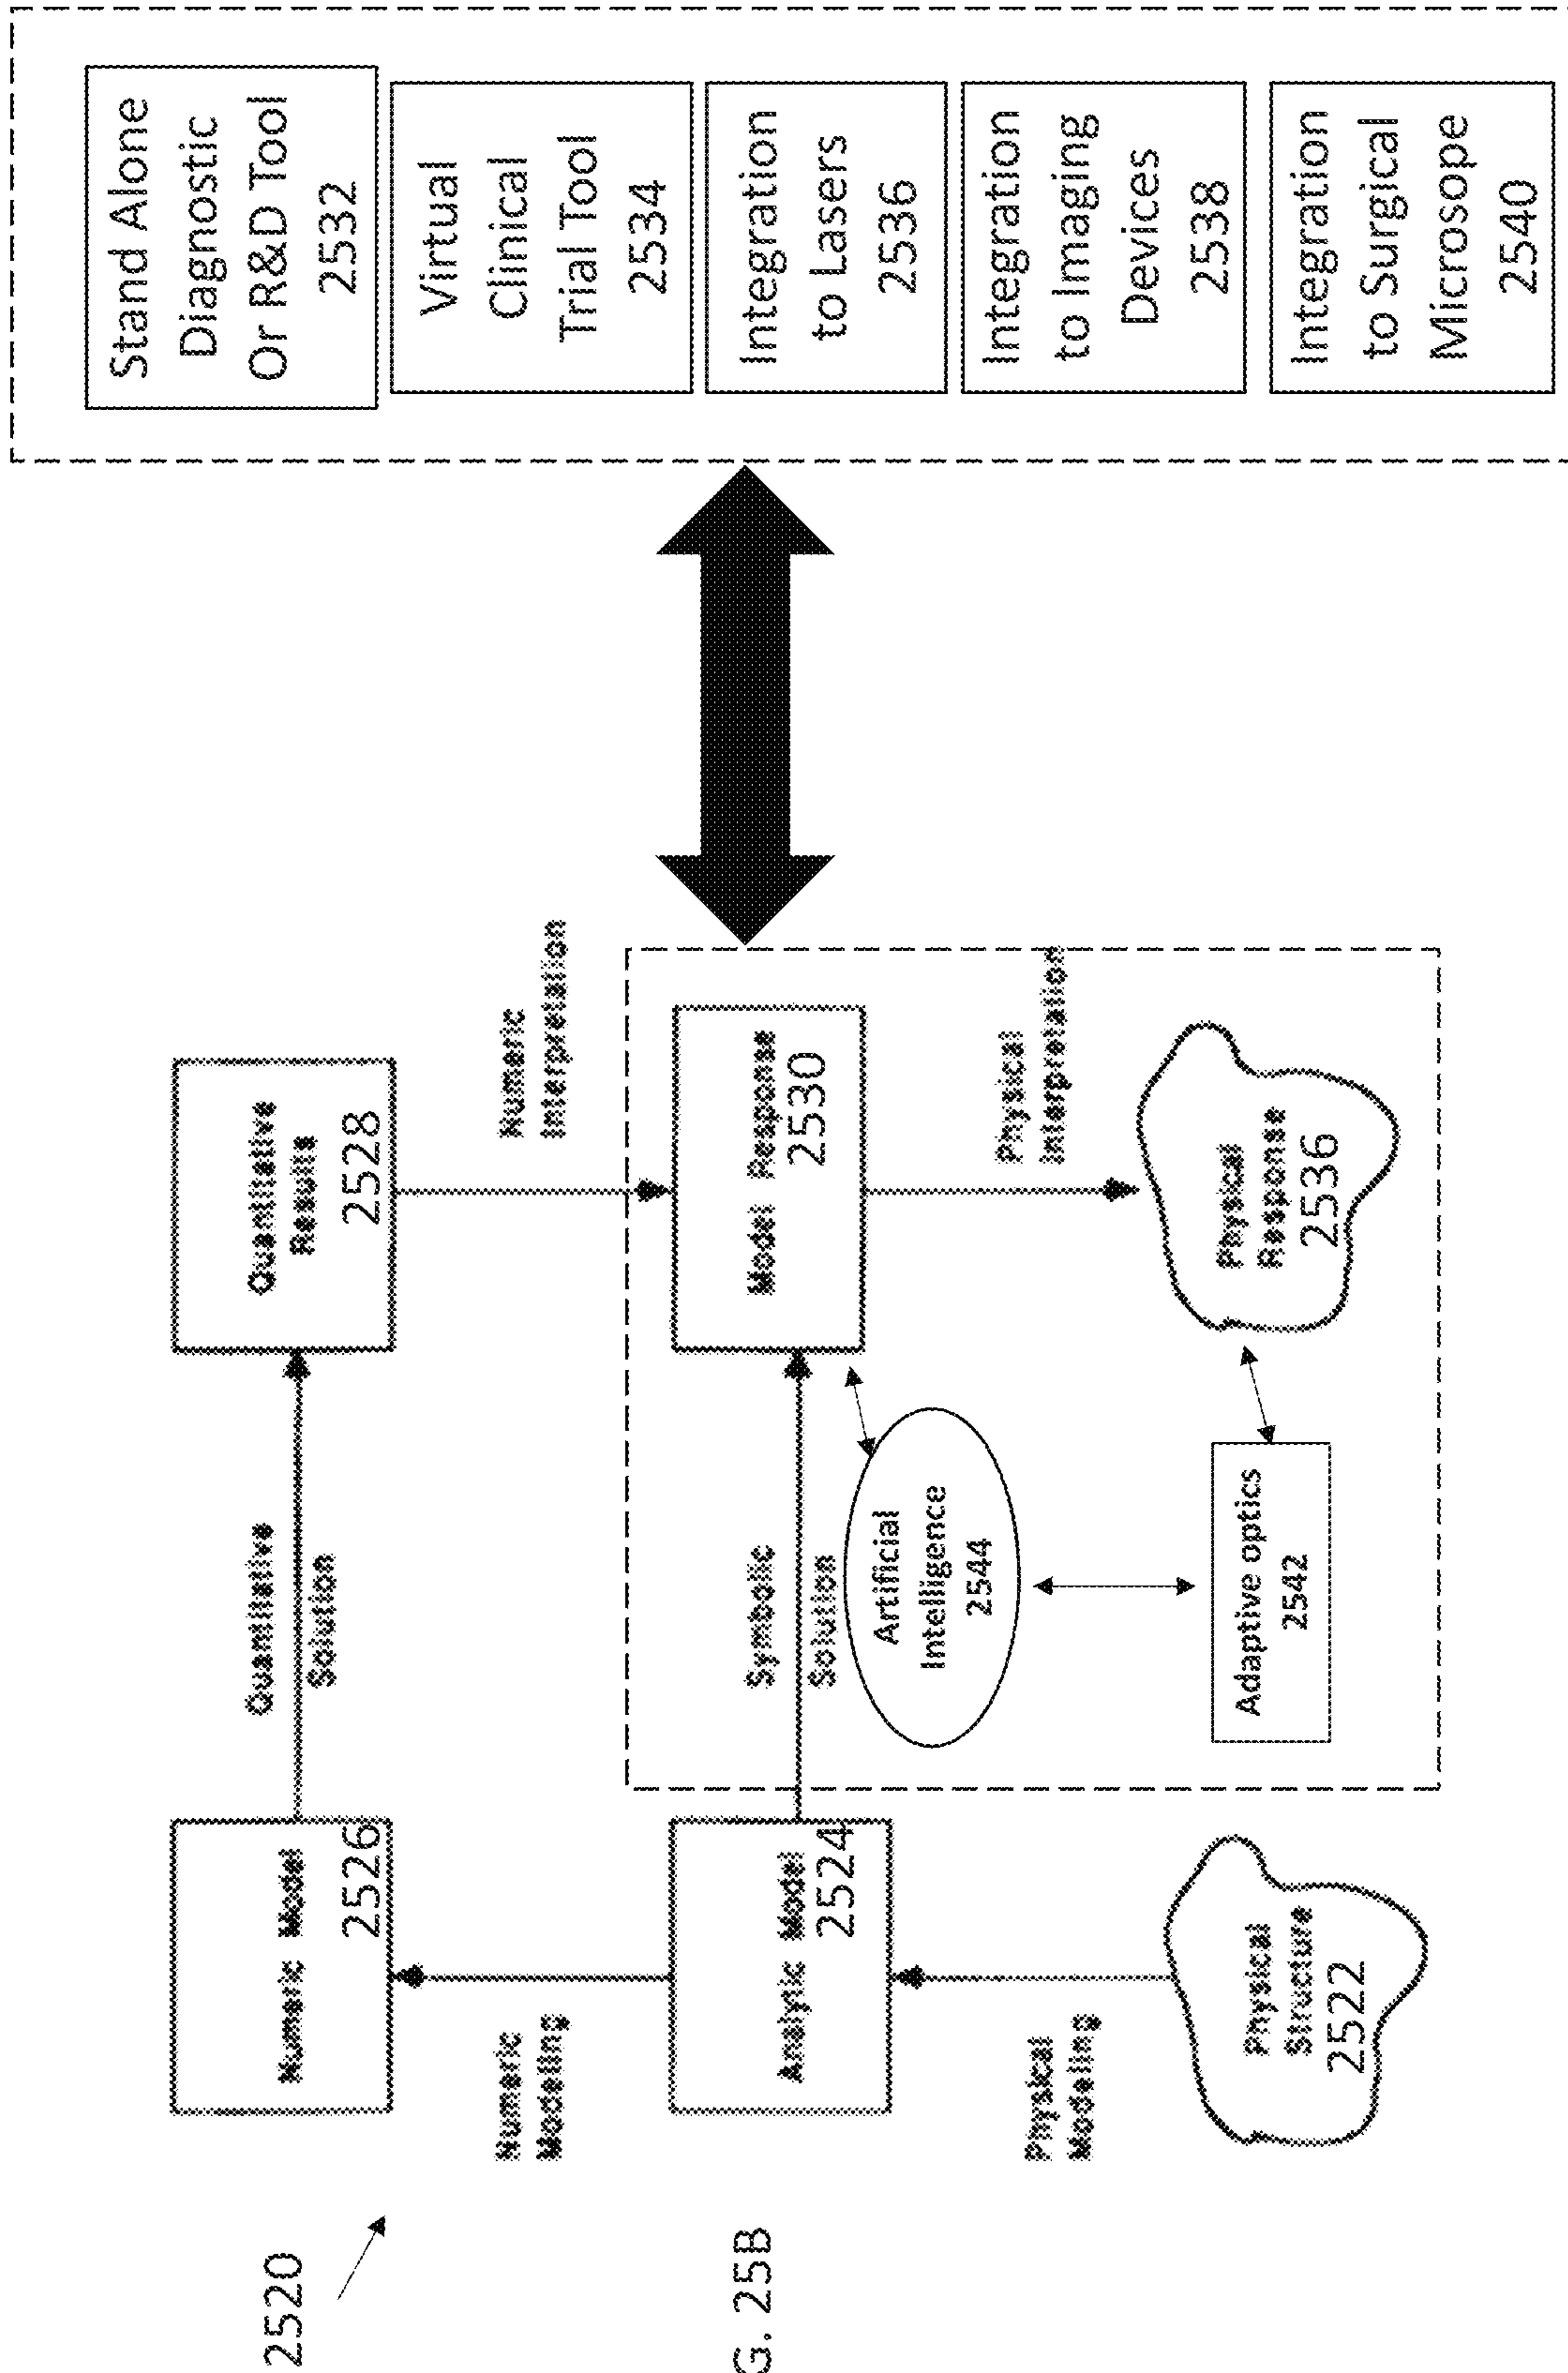 2520
Numeric Model
2526
Quantitative
Solution
Quantitative
Results
2528
Numeric
Modeling
Numeric
Interpretation
G. 25B
Analytic Model
2524
Symbolic
Solution
Model Response
2530
Artificial
Intelligence
2544
Physical
Modeling
Physical
Interpretation
Physical
Structure
2522
Adaptive optics
2542
Physical
Response
2536
Stand Alone
Diagnostic
Or R&D Tool
2532
Virtual
Clinical
Trial Tool
2534
Integration
to Lasers
2536
Integration
to Imaging
Devices
2538
Integration
to Surgical
Microsope
2540